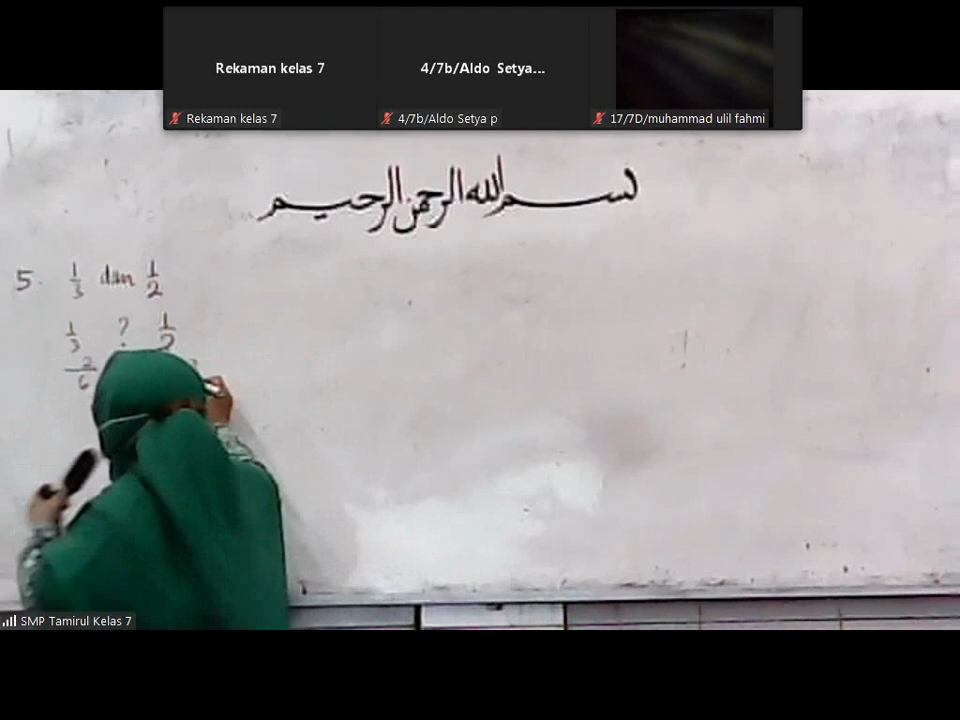 Rekaman kelas 7
4/7b/Aldo Setya...
Rekaman kelas 7
4/7b/Aldo Setya p
17/7D/muhammad ulil fahmi
بسم الله الرحمن الرحيم
5. 1/3 dan 1/2
1/3 ? 1/2
2/6
SMP Tamirul Kelas 7